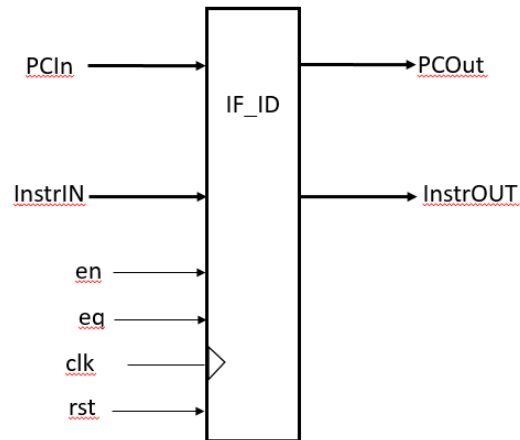 PCIn
PCOut
IF_ID
InstrIN
InstrOUT
en
eq
clk
rst